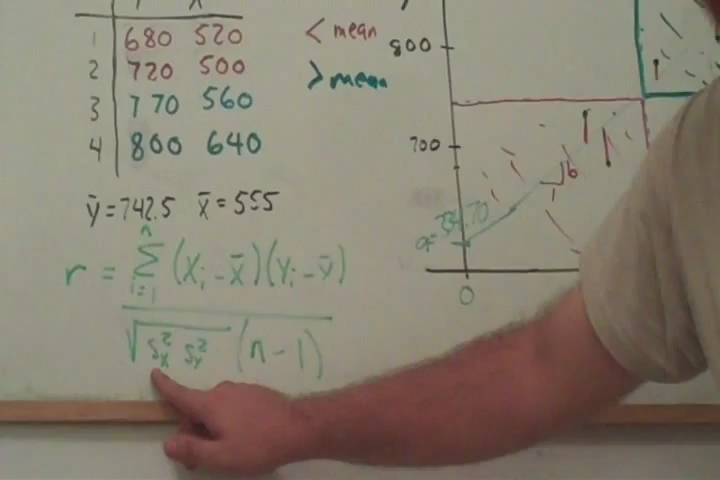 1 680 520 < mean
2 720 500 > mean
3 770 560
4 800 640
ȳ = 742.5 x̄ = 555
r = n Σ i=1 (Xi - x̄)(Yi - ȳ)
√ Sx² Sy² (n - 1)
800
700
b
0